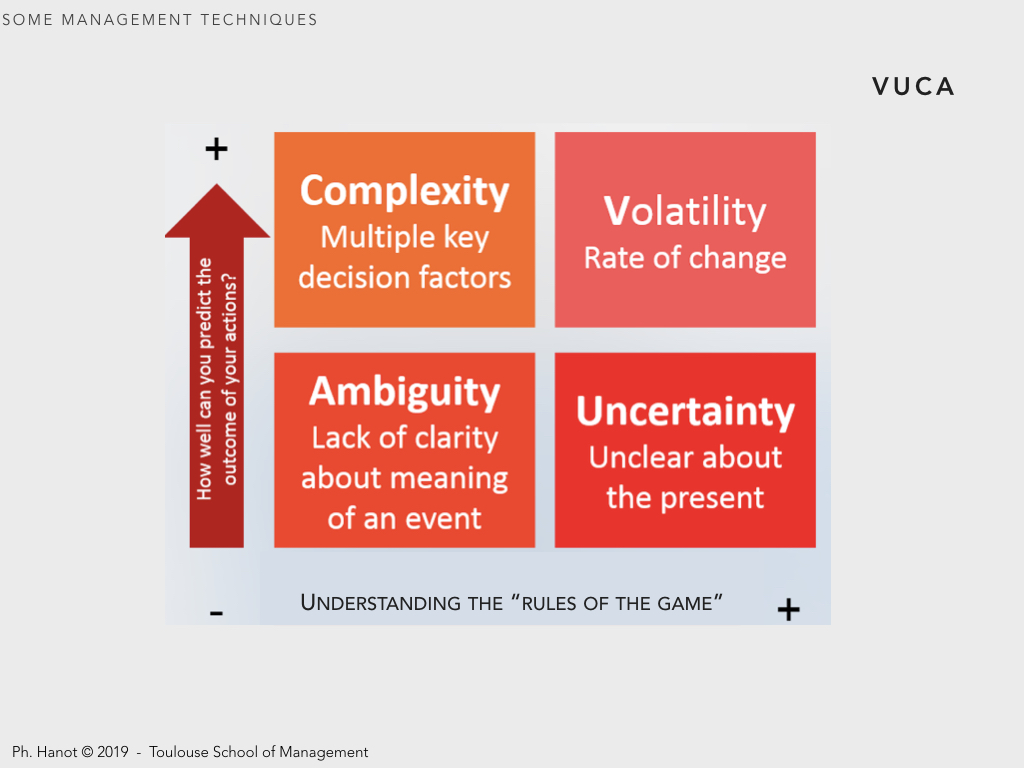 SOME MANAGEMENT TECHNIQUES
VUCA
+
Complexity
Multiple key
decision factors
Volatility
Rate of change
How well can you predict the
outcome of your actions?
Ambiguity
Lack of clarity
about meaning
of an event
Uncertainty
Unclear about
the present
- UNDERSTANDING THE “RULES OF THE GAME” +
Ph. Hanot © 2019 - Toulouse School of Management